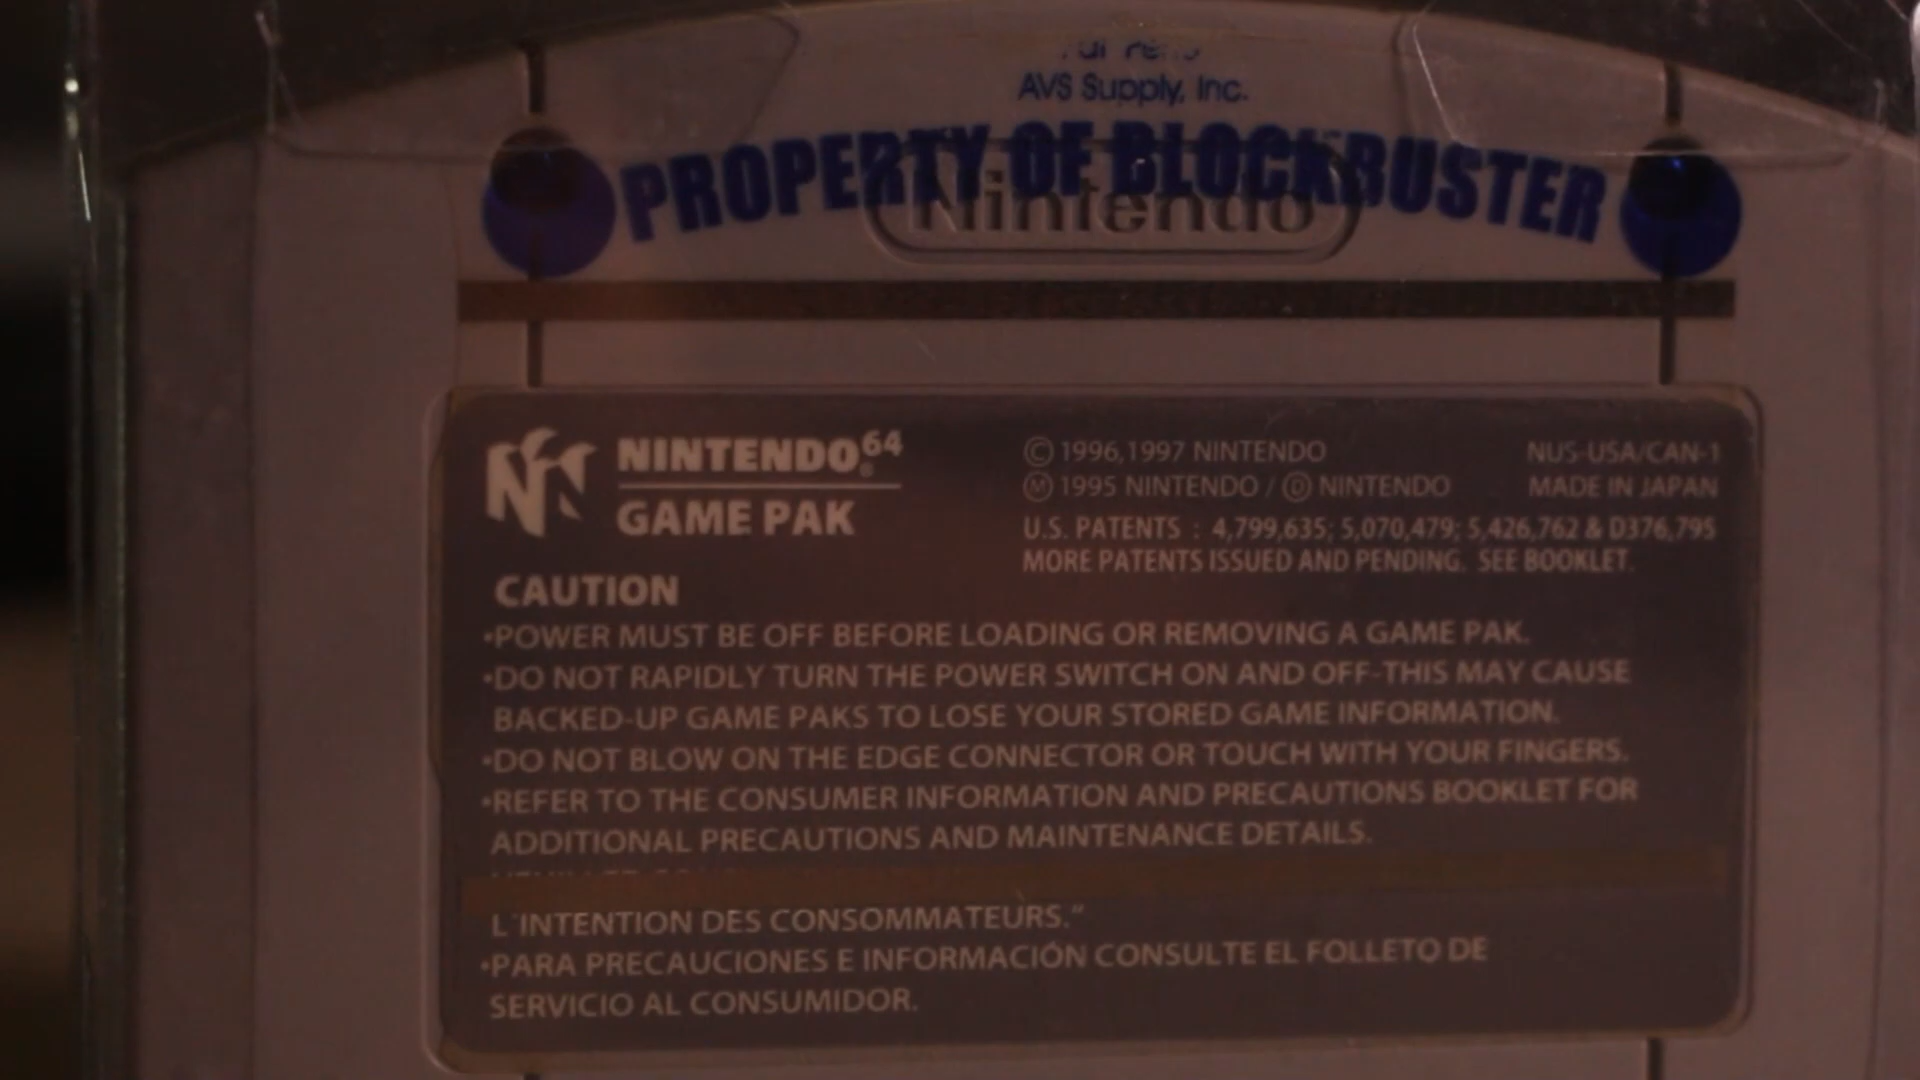 AVS Supply, Inc.
PROPERTY OF BLOCKBUSTER
Nintendo
NINTENDO64
GAME PAK
© 1996,1997 NINTENDO
Ⓜ 1995 NINTENDO / Ⓓ NINTENDO
NUS-USA/CAN-1
MADE IN JAPAN
U.S. PATENTS : 4,799,635; 5,070,479; 5,426,762 & D376,795
MORE PATENTS ISSUED AND PENDING. SEE BOOKLET.
CAUTION
•POWER MUST BE OFF BEFORE LOADING OR REMOVING A GAME PAK.
•DO NOT RAPIDLY TURN THE POWER SWITCH ON AND OFF-THIS MAY CAUSE
BACKED-UP GAME PAKS TO LOSE YOUR STORED GAME INFORMATION.
•DO NOT BLOW ON THE EDGE CONNECTOR OR TOUCH WITH YOUR FINGERS.
•REFER TO THE CONSUMER INFORMATION AND PRECAUTIONS BOOKLET FOR
ADDITIONAL PRECAUTIONS AND MAINTENANCE DETAILS.
L'INTENTION DES CONSOMMATEURS.”
•PARA PRECAUCIONES E INFORMACIÓN CONSULTE EL FOLLETO DE
SERVICIO AL CONSUMIDOR.